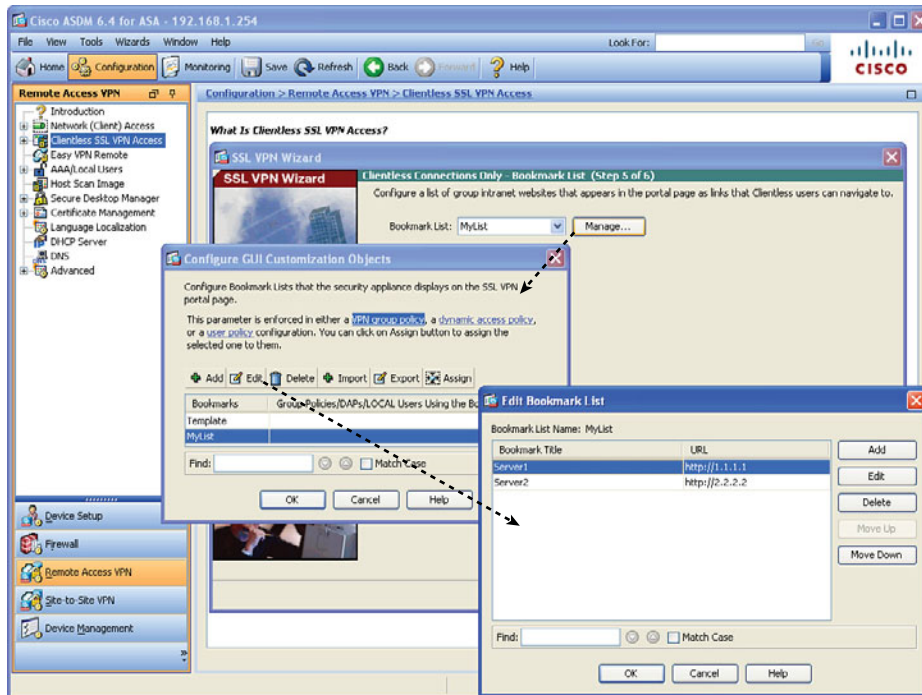 Cisco ASDM 6.4 for ASA - 192.168.1.254
File View Tools Wizards Window Help
Look For:
Go
Home Configuration Monitoring Save Refresh Back Forward Help
CISCO
Remote Access VPN
Introduction
Network (Client) Access
Clientless SSL VPN Access
Easy VPN Remote
AAA/Local Users
Host Scan Image
Secure Desktop Manager
Certificate Management
Language Localization
DHCP Server
DNS
Advanced
Device Setup
Firewall
Remote Access VPN
Site-to-Site VPN
Device Management
Configuration > Remote Access VPN > Clientless SSL VPN Access
What Is Clientless SSL VPN Access?
SSL VPN Wizard
SSL VPN Wizard
Clientless Connections Only - Bookmark List (Step 5 of 6)
Configure a list of group intranet websites that appears in the portal page as links that Clientless users can navigate to.
Bookmark List: MyList Manage...
Configure GUI Customization Objects
Configure Bookmark Lists that the security appliance displays on the SSL VPN
portal page.
This parameter is enforced in either a VPN group policy, a dynamic access policy,
or a user policy configuration. You can click on Assign button to assign the
selected one to them.
Add Edit Delete Import Export Assign
Bookmarks Group Policies/DAPs/LOCAL Users Using the Bo
Template
MyList
Find: Match Case
OK Cancel Help
Edit Bookmark List
Bookmark List Name: MyList
Bookmark Title URL
Server1 http://1.1.1.1
Server2 http://2.2.2.2
Add
Edit
Delete
Move Up
Move Down
Find: Match Case
OK Cancel Help